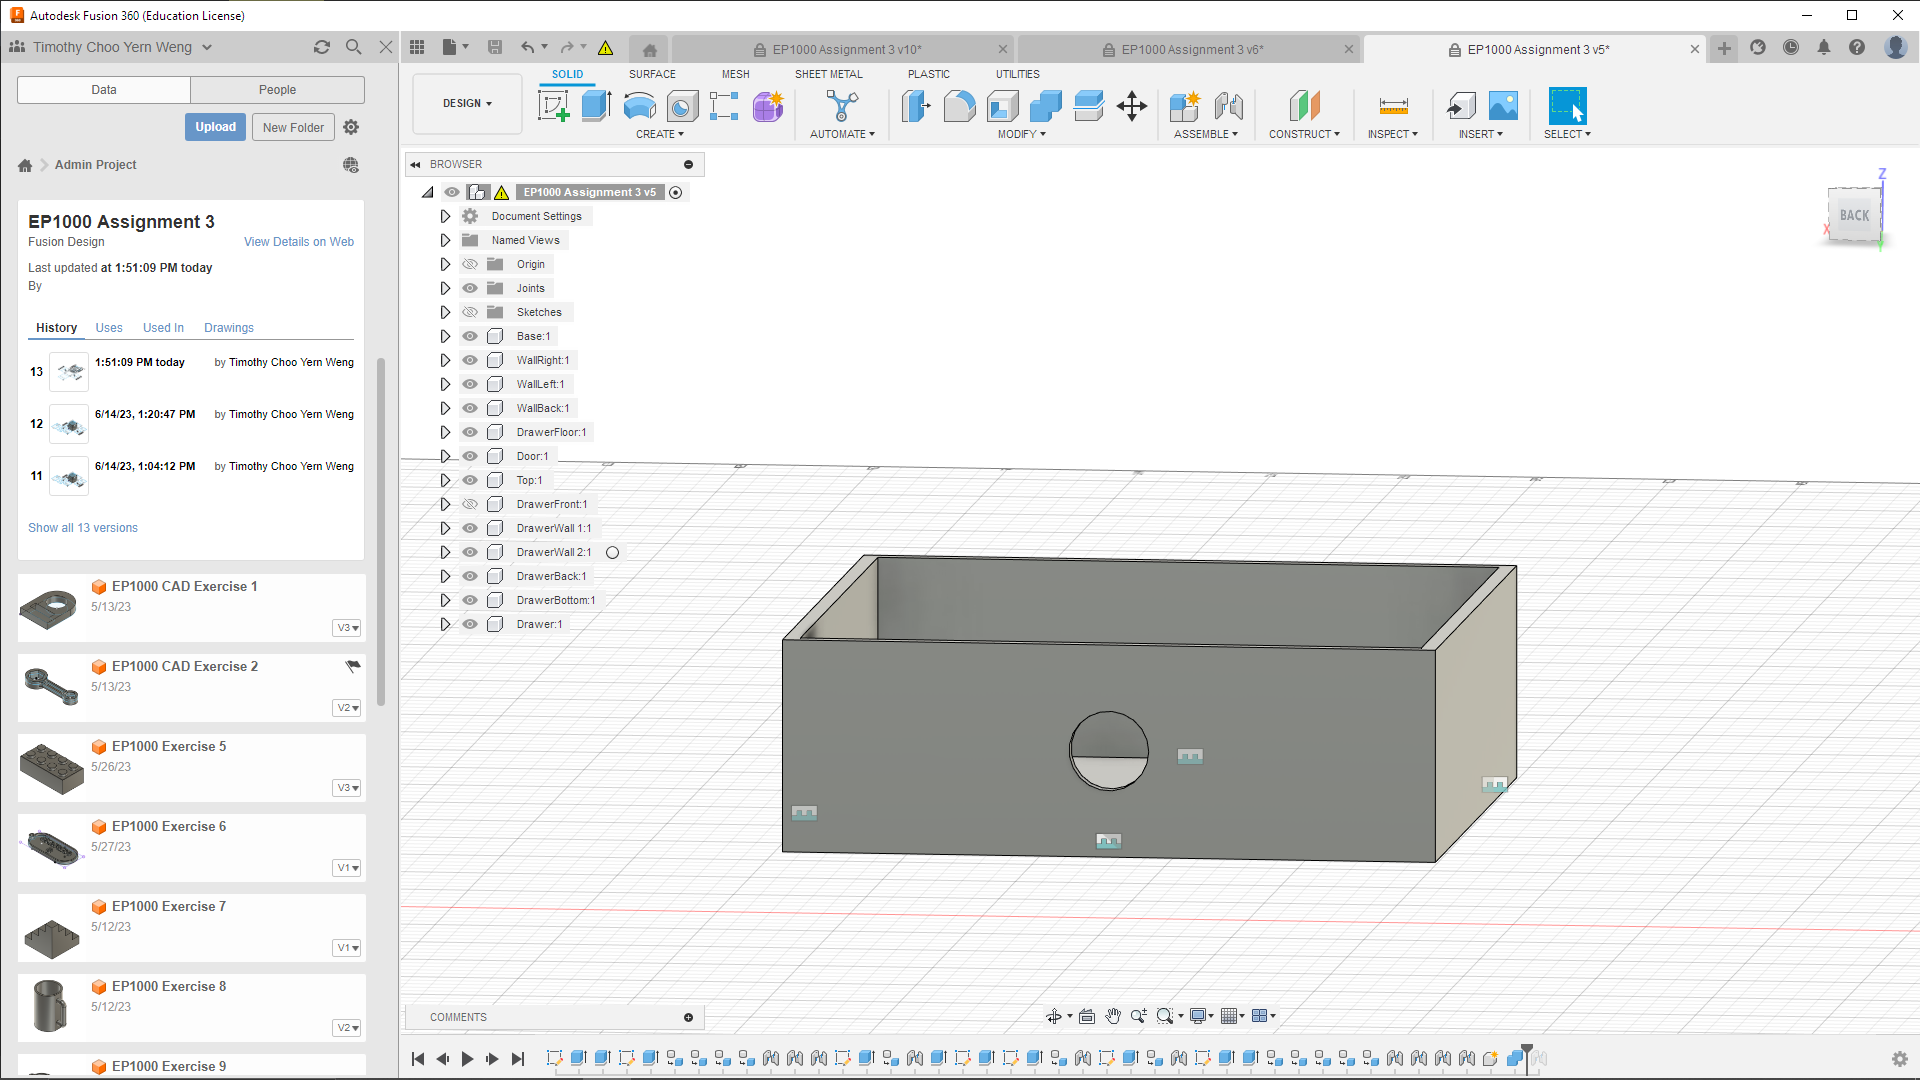 Autodesk Fusion 360 (Education License)
Timothy Choo Yern Weng
EP1000 Assignment 3 v10*
EP1000 Assignment 3 v6*
EP1000 Assignment 3 v5*
Data
People
Upload
New Folder
Admin Project
EP1000 Assignment 3
Fusion Design
View Details on Web
Last updated at 1:51:09 PM today
By
History
Uses
Used In
Drawings
13
1:51:09 PM today
by Timothy Choo Yern Weng
12
6/14/23, 1:20:47 PM
by Timothy Choo Yern Weng
11
6/14/23, 1:04:12 PM
by Timothy Choo Yern Weng
Show all 13 versions
EP1000 CAD Exercise 1
5/13/23
V3
EP1000 CAD Exercise 2
5/13/23
V2
EP1000 Exercise 5
5/26/23
V3
EP1000 Exercise 6
5/27/23
V1
EP1000 Exercise 7
5/12/23
V1
EP1000 Exercise 8
5/12/23
V2
EP1000 Exercise 9
DESIGN
SOLID
SURFACE
MESH
SHEET METAL
PLASTIC
UTILITIES
CREATE
AUTOMATE
MODIFY
ASSEMBLE
CONSTRUCT
INSPECT
INSERT
SELECT
BROWSER
EP1000 Assignment 3 v5
Document Settings
Named Views
Origin
Joints
Sketches
Base:1
WallRight:1
WallLeft:1
WallBack:1
DrawerFloor:1
Door:1
Top:1
DrawerFront:1
DrawerWall 1:1
DrawerWall 2:1
DrawerBack:1
DrawerBottom:1
Drawer:1
Z
BACK
X
Y
COMMENTS